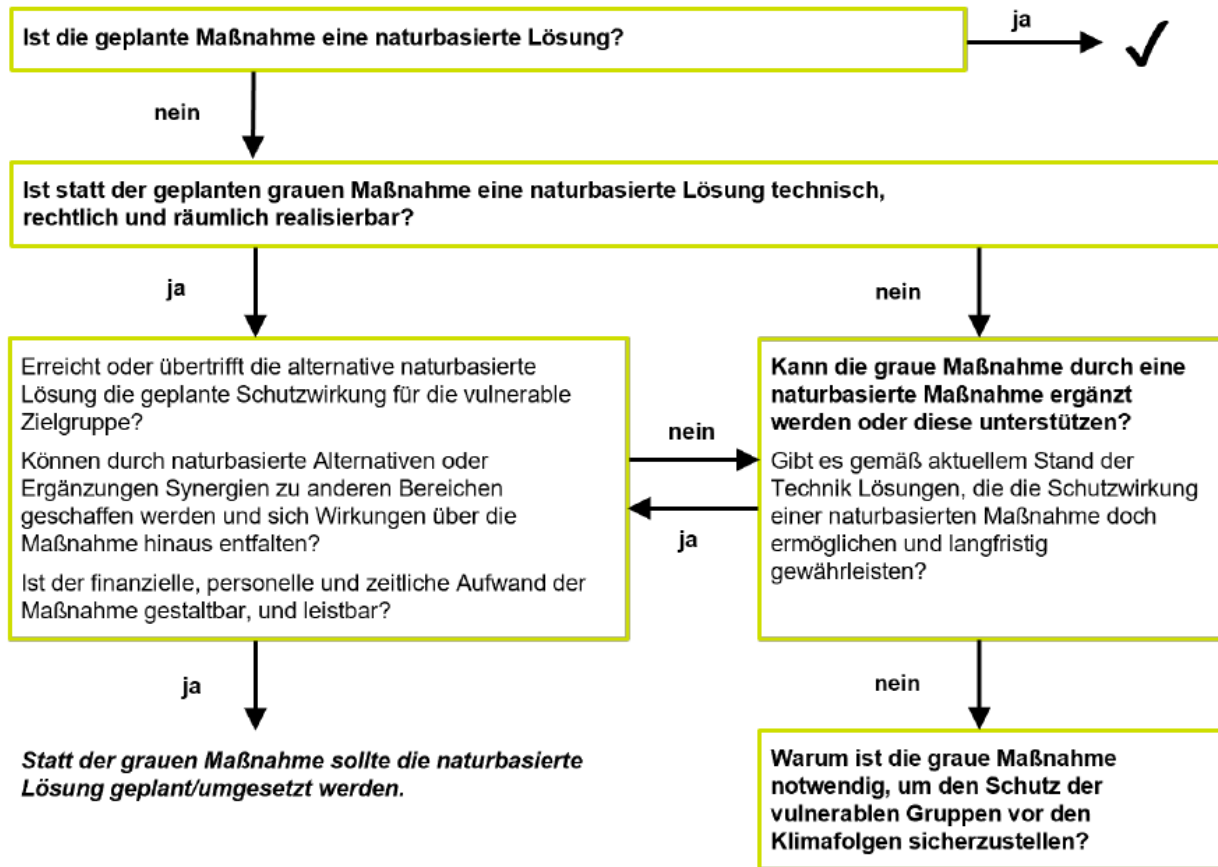 Ist die geplante Maßnahme eine naturbasierte Lösung?
ja
✓
nein
Ist statt der geplanten grauen Maßnahme eine naturbasierte Lösung technisch,
rechtlich und räumlich realisierbar?
ja
nein
Erreicht oder übertrifft die alternative naturbasierte
Lösung die geplante Schutzwirkung für die vulnerable
Zielgruppe?
Können durch naturbasierte Alternativen oder
Ergänzungen Synergien zu anderen Bereichen
geschaffen werden und sich Wirkungen über die
Maßnahme hinaus entfalten?
Ist der finanzielle, personelle und zeitliche Aufwand der
Maßnahme gestaltbar, und leistbar?
nein
ja
Kann die graue Maßnahme durch eine
naturbasierte Maßnahme ergänzt
werden oder diese unterstützen?
Gibt es gemäß aktuellem Stand der
Technik Lösungen, die die Schutzwirkung
einer naturbasierten Maßnahme doch
ermöglichen und langfristig
gewährleisten?
ja
nein
Statt der grauen Maßnahme sollte die naturbasierte
Lösung geplant/umgesetzt werden.
Warum ist die graue Maßnahme
notwendig, um den Schutz der
vulnerablen Gruppen vor den
Klimafolgen sicherzustellen?